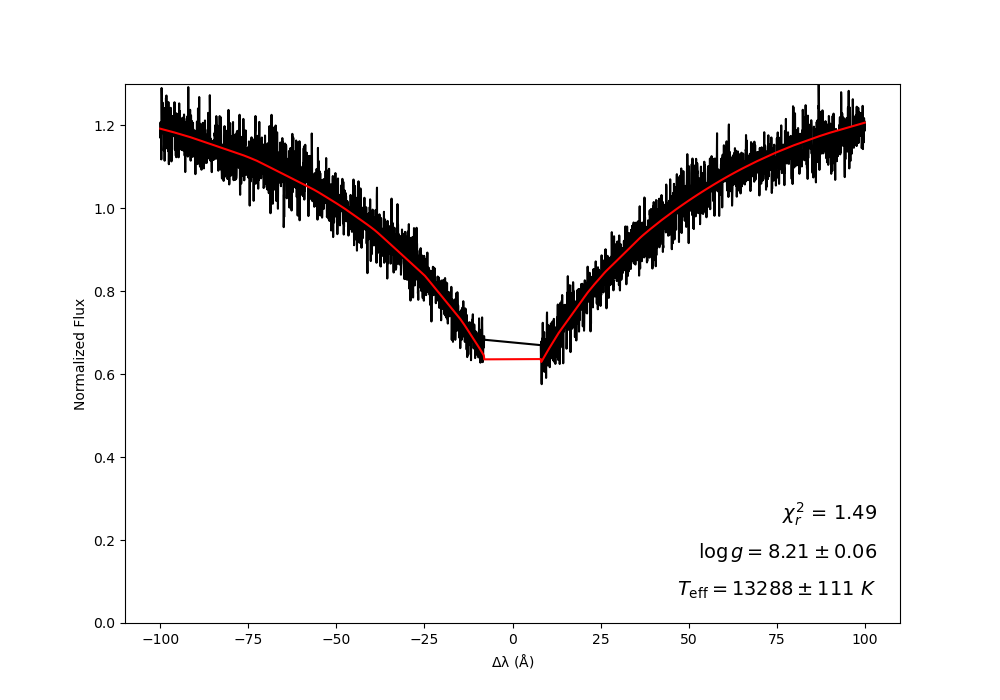 1.2
1.0
0.8
0.6
0.4
0.2
0.0
Normalized Flux
χ²ᵣ = 1.49
log g = 8.21 ± 0.06
T_eff = 13288 ± 111 K
−100 −75 −50 −25 0 25 50 75 100
Δλ (Å)